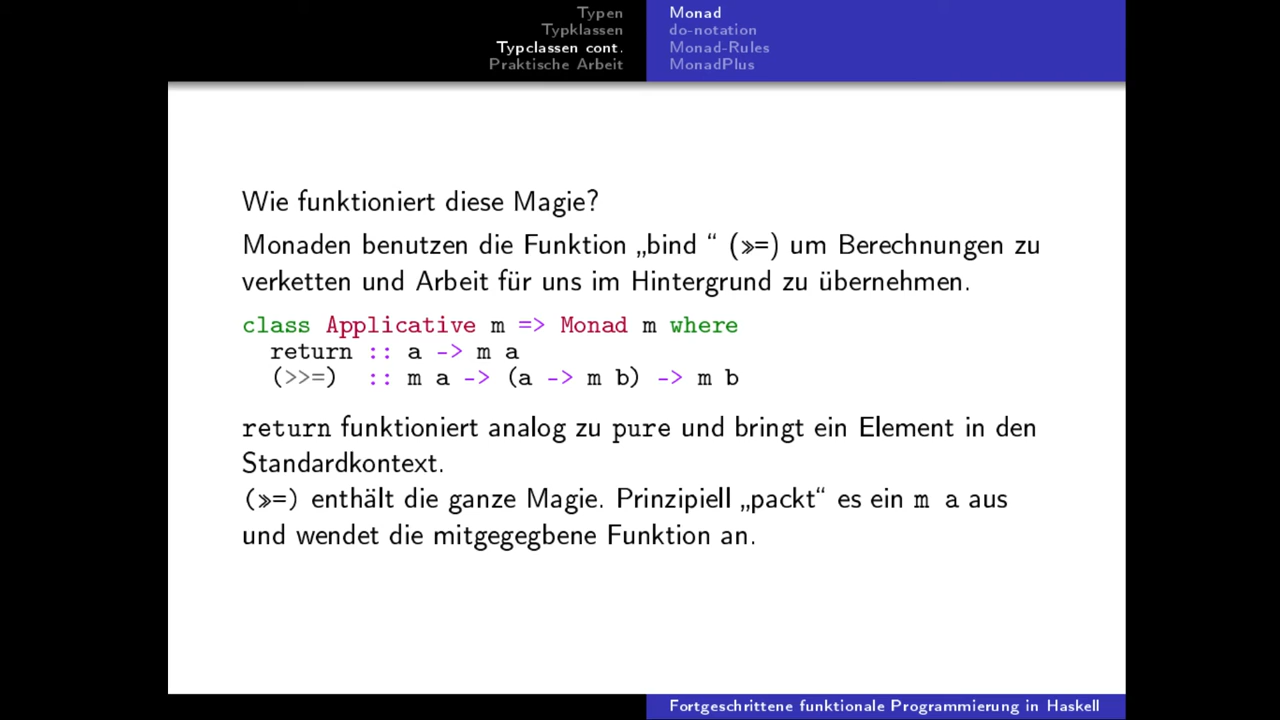 Typen
Typklassen
Typclassen cont.
Praktische Arbeit
Monad
do-notation
Monad-Rules
MonadPlus
Wie funktioniert diese Magie?
Monaden benutzen die Funktion „bind “ (≫=) um Berechnungen zu
verketten und Arbeit für uns im Hintergrund zu übernehmen.
class Applicative m => Monad m where
  return :: a -> m a
  (>>=)  :: m a -> (a -> m b) -> m b
return funktioniert analog zu pure und bringt ein Element in den
Standardkontext.
(≫=) enthält die ganze Magie. Prinzipiell „packt“ es ein m a aus
und wendet die mitgegegbene Funktion an.
Fortgeschrittene funktionale Programmierung in Haskell